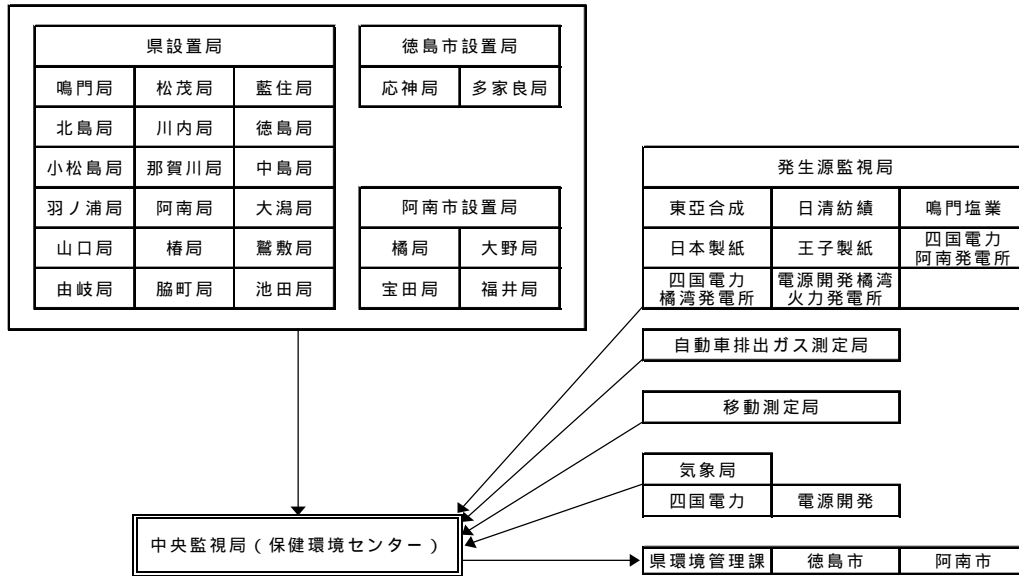 県設置局
鳴門局 松茂局 藍住局
北島局 川内局 徳島局
小松島局 那賀川局 中島局
羽ノ浦局 阿南局 大潟局
山口局 椿局 鷲敷局
由岐局 脇町局 池田局
徳島市設置局
応神局 多家良局
阿南市設置局
橘局 大野局
宝田局 福井局
発生源監視局
東亞合成 日清紡績 鳴門塩業
日本製紙 王子製紙 四国電力
阿南発電所
四国電力 電源開発橘湾
橘湾発電所 火力発電所
自動車排出ガス測定局
移動測定局
気象局
四国電力 電源開発
中央監視局(保健環境センター)
県環境管理課 徳島市 阿南市